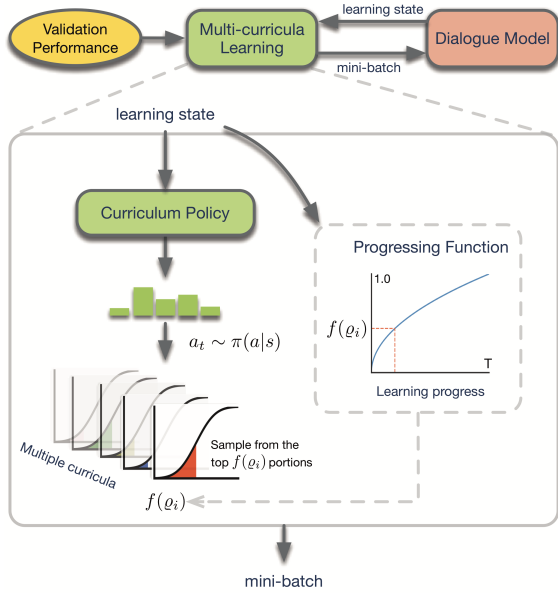 learning state
Validation
Performance
Multi-curricula
Learning
Dialogue Model
mini-batch
learning state
Curriculum Policy
Progressing Function
1.0
f(ϱᵢ)
T
Learning progress
aₜ ∼ π(a|s)
Multiple curricula
Sample from the
top f(ϱᵢ) portions
f(ϱᵢ)
mini-batch